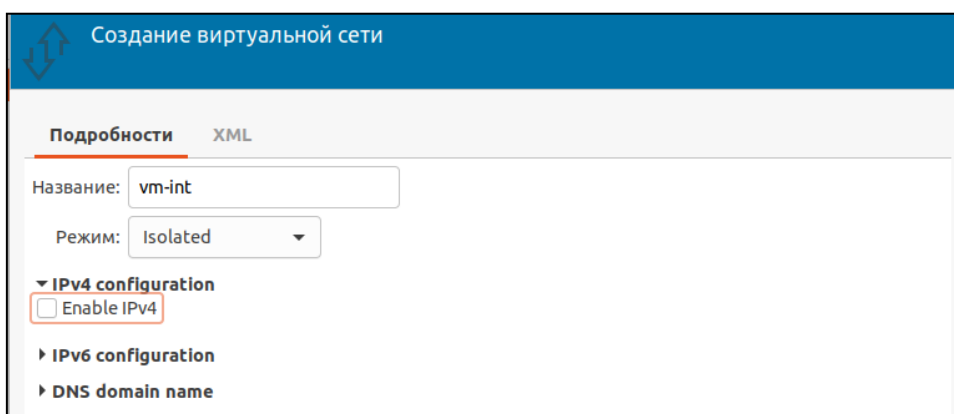 Создание виртуальной сети
Подробности XML
Название: vm-int
Режим: Isolated
IPv4 configuration
Enable IPv4
IPv6 configuration
DNS domain name